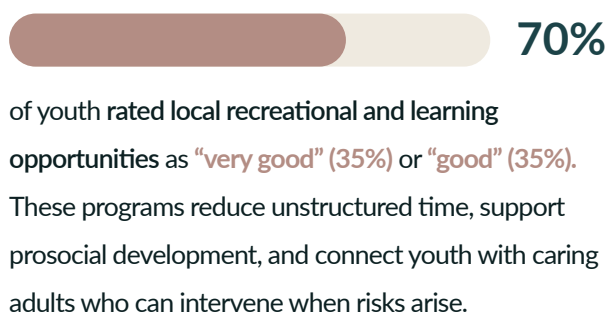 70%
of youth rated local recreational and learning
opportunities as “very good” (35%) or “good” (35%).
These programs reduce unstructured time, support
prosocial development, and connect youth with caring
adults who can intervene when risks arise.